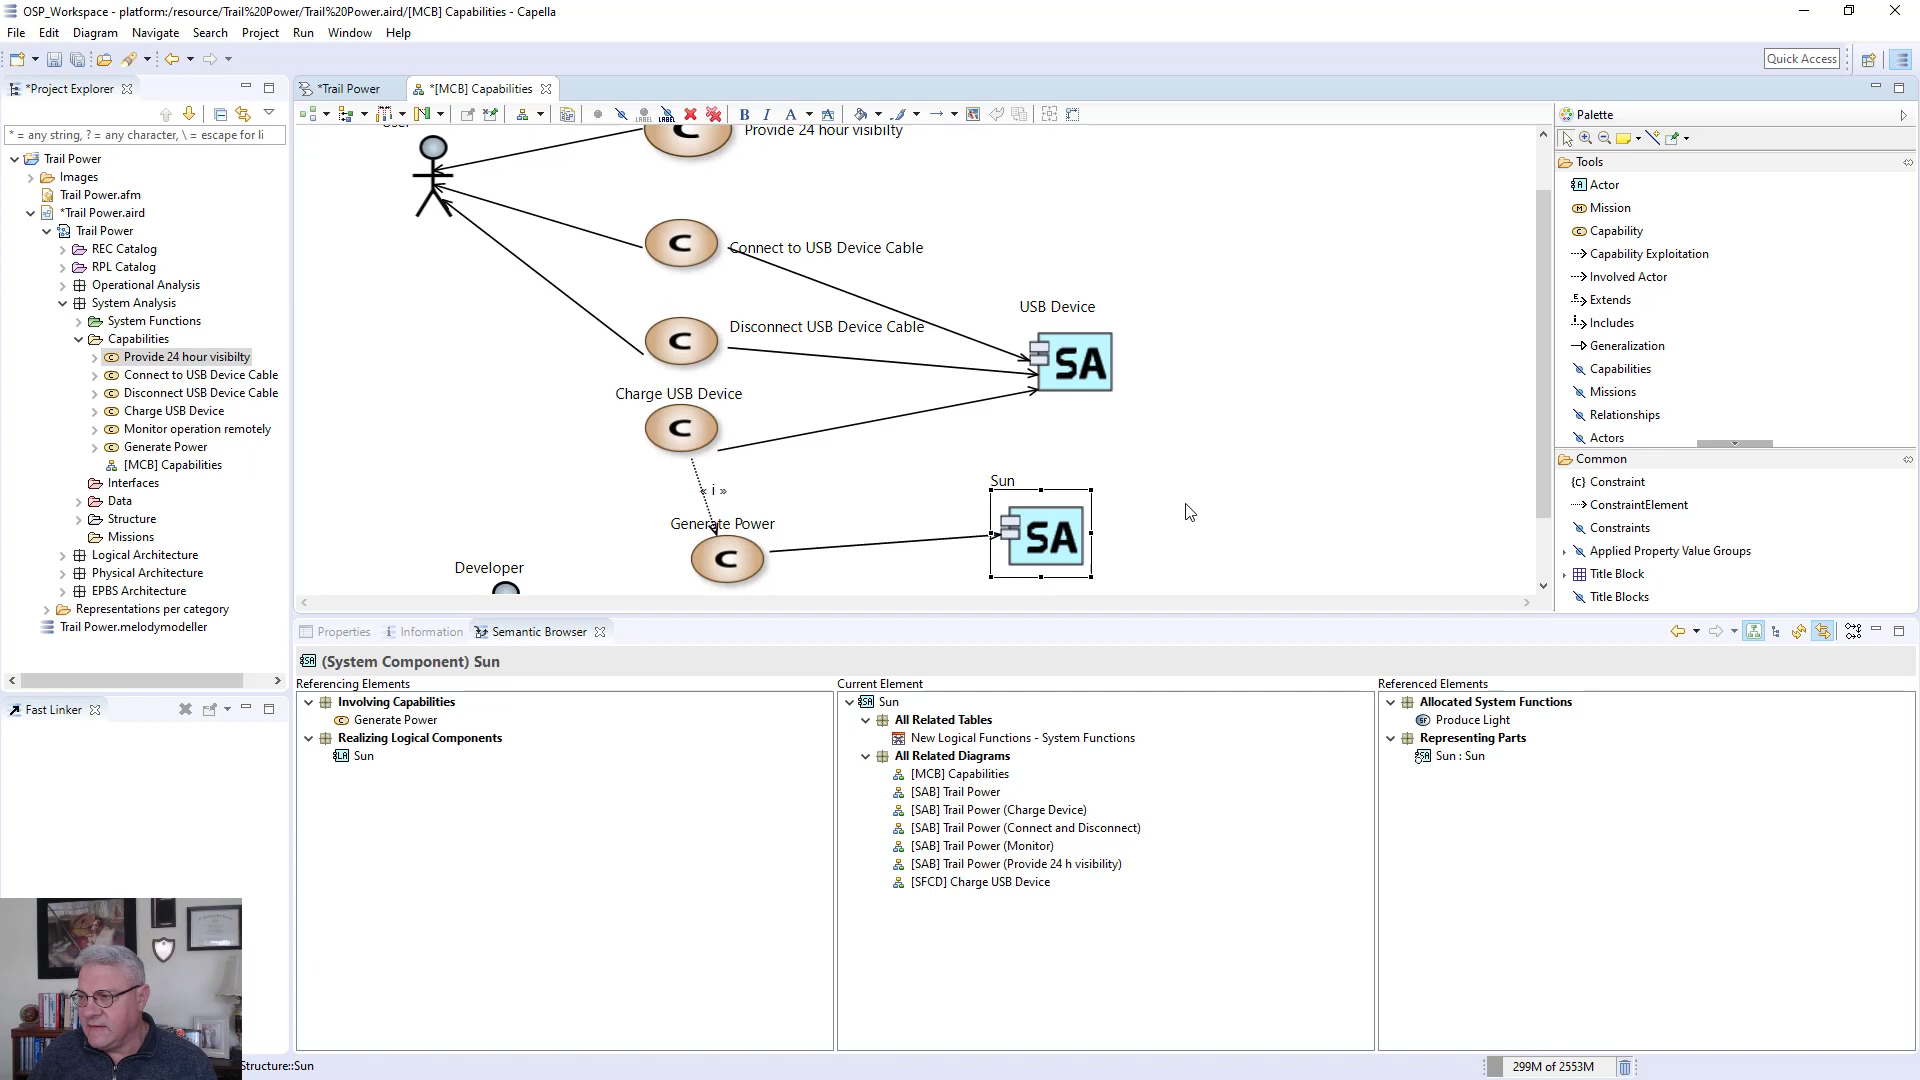 OSP_Workspace - platform:/resource/Trail%20Power/Trail%20Power.aird/[MCB] Capabilities - Capella
File Edit Diagram Navigate Search Project Run Window Help
Quick Access
*Project Explorer
* = any string, ? = any character, \ = escape for li
Trail Power
Images
Trail Power.afm
*Trail Power.aird
Trail Power
REC Catalog
RPL Catalog
Operational Analysis
System Analysis
System Functions
Capabilities
Provide 24 hour visibilty
Connect to USB Device Cable
Disconnect USB Device Cable
Charge USB Device
Monitor operation remotely
Generate Power
[MCB] Capabilities
Interfaces
Data
Structure
Missions
Logical Architecture
Physical Architecture
EPBS Architecture
Representations per category
Trail Power.melodymodeller
Fast Linker
*Trail Power
*[MCB] Capabilities
LABEL
LABEL
B I A A
User
C
Provide 24 hour visibilty
C
Connect to USB Device Cable
USB Device
Disconnect USB Device Cable
C
SA
Charge USB Device
C
« i »
Sun
Generate Power
SA
C
Developer
Palette
Tools
Actor
Mission
Capability
Capability Exploitation
Involved Actor
Extends
Includes
Generalization
Capabilities
Missions
Relationships
Actors
Common
Constraint
ConstraintElement
Constraints
Applied Property Value Groups
Title Block
Title Blocks
Properties
Information
Semantic Browser
(System Component) Sun
Referencing Elements
Involving Capabilities
Generate Power
Realizing Logical Components
Sun
Current Element
Sun
All Related Tables
New Logical Functions - System Functions
All Related Diagrams
[MCB] Capabilities
[SAB] Trail Power
[SAB] Trail Power (Charge Device)
[SAB] Trail Power (Connect and Disconnect)
[SAB] Trail Power (Monitor)
[SAB] Trail Power (Provide 24 h visibility)
[SFCD] Charge USB Device
Referenced Elements
Allocated System Functions
Produce Light
Representing Parts
Sun : Sun
Structure::Sun
299M of 2553M